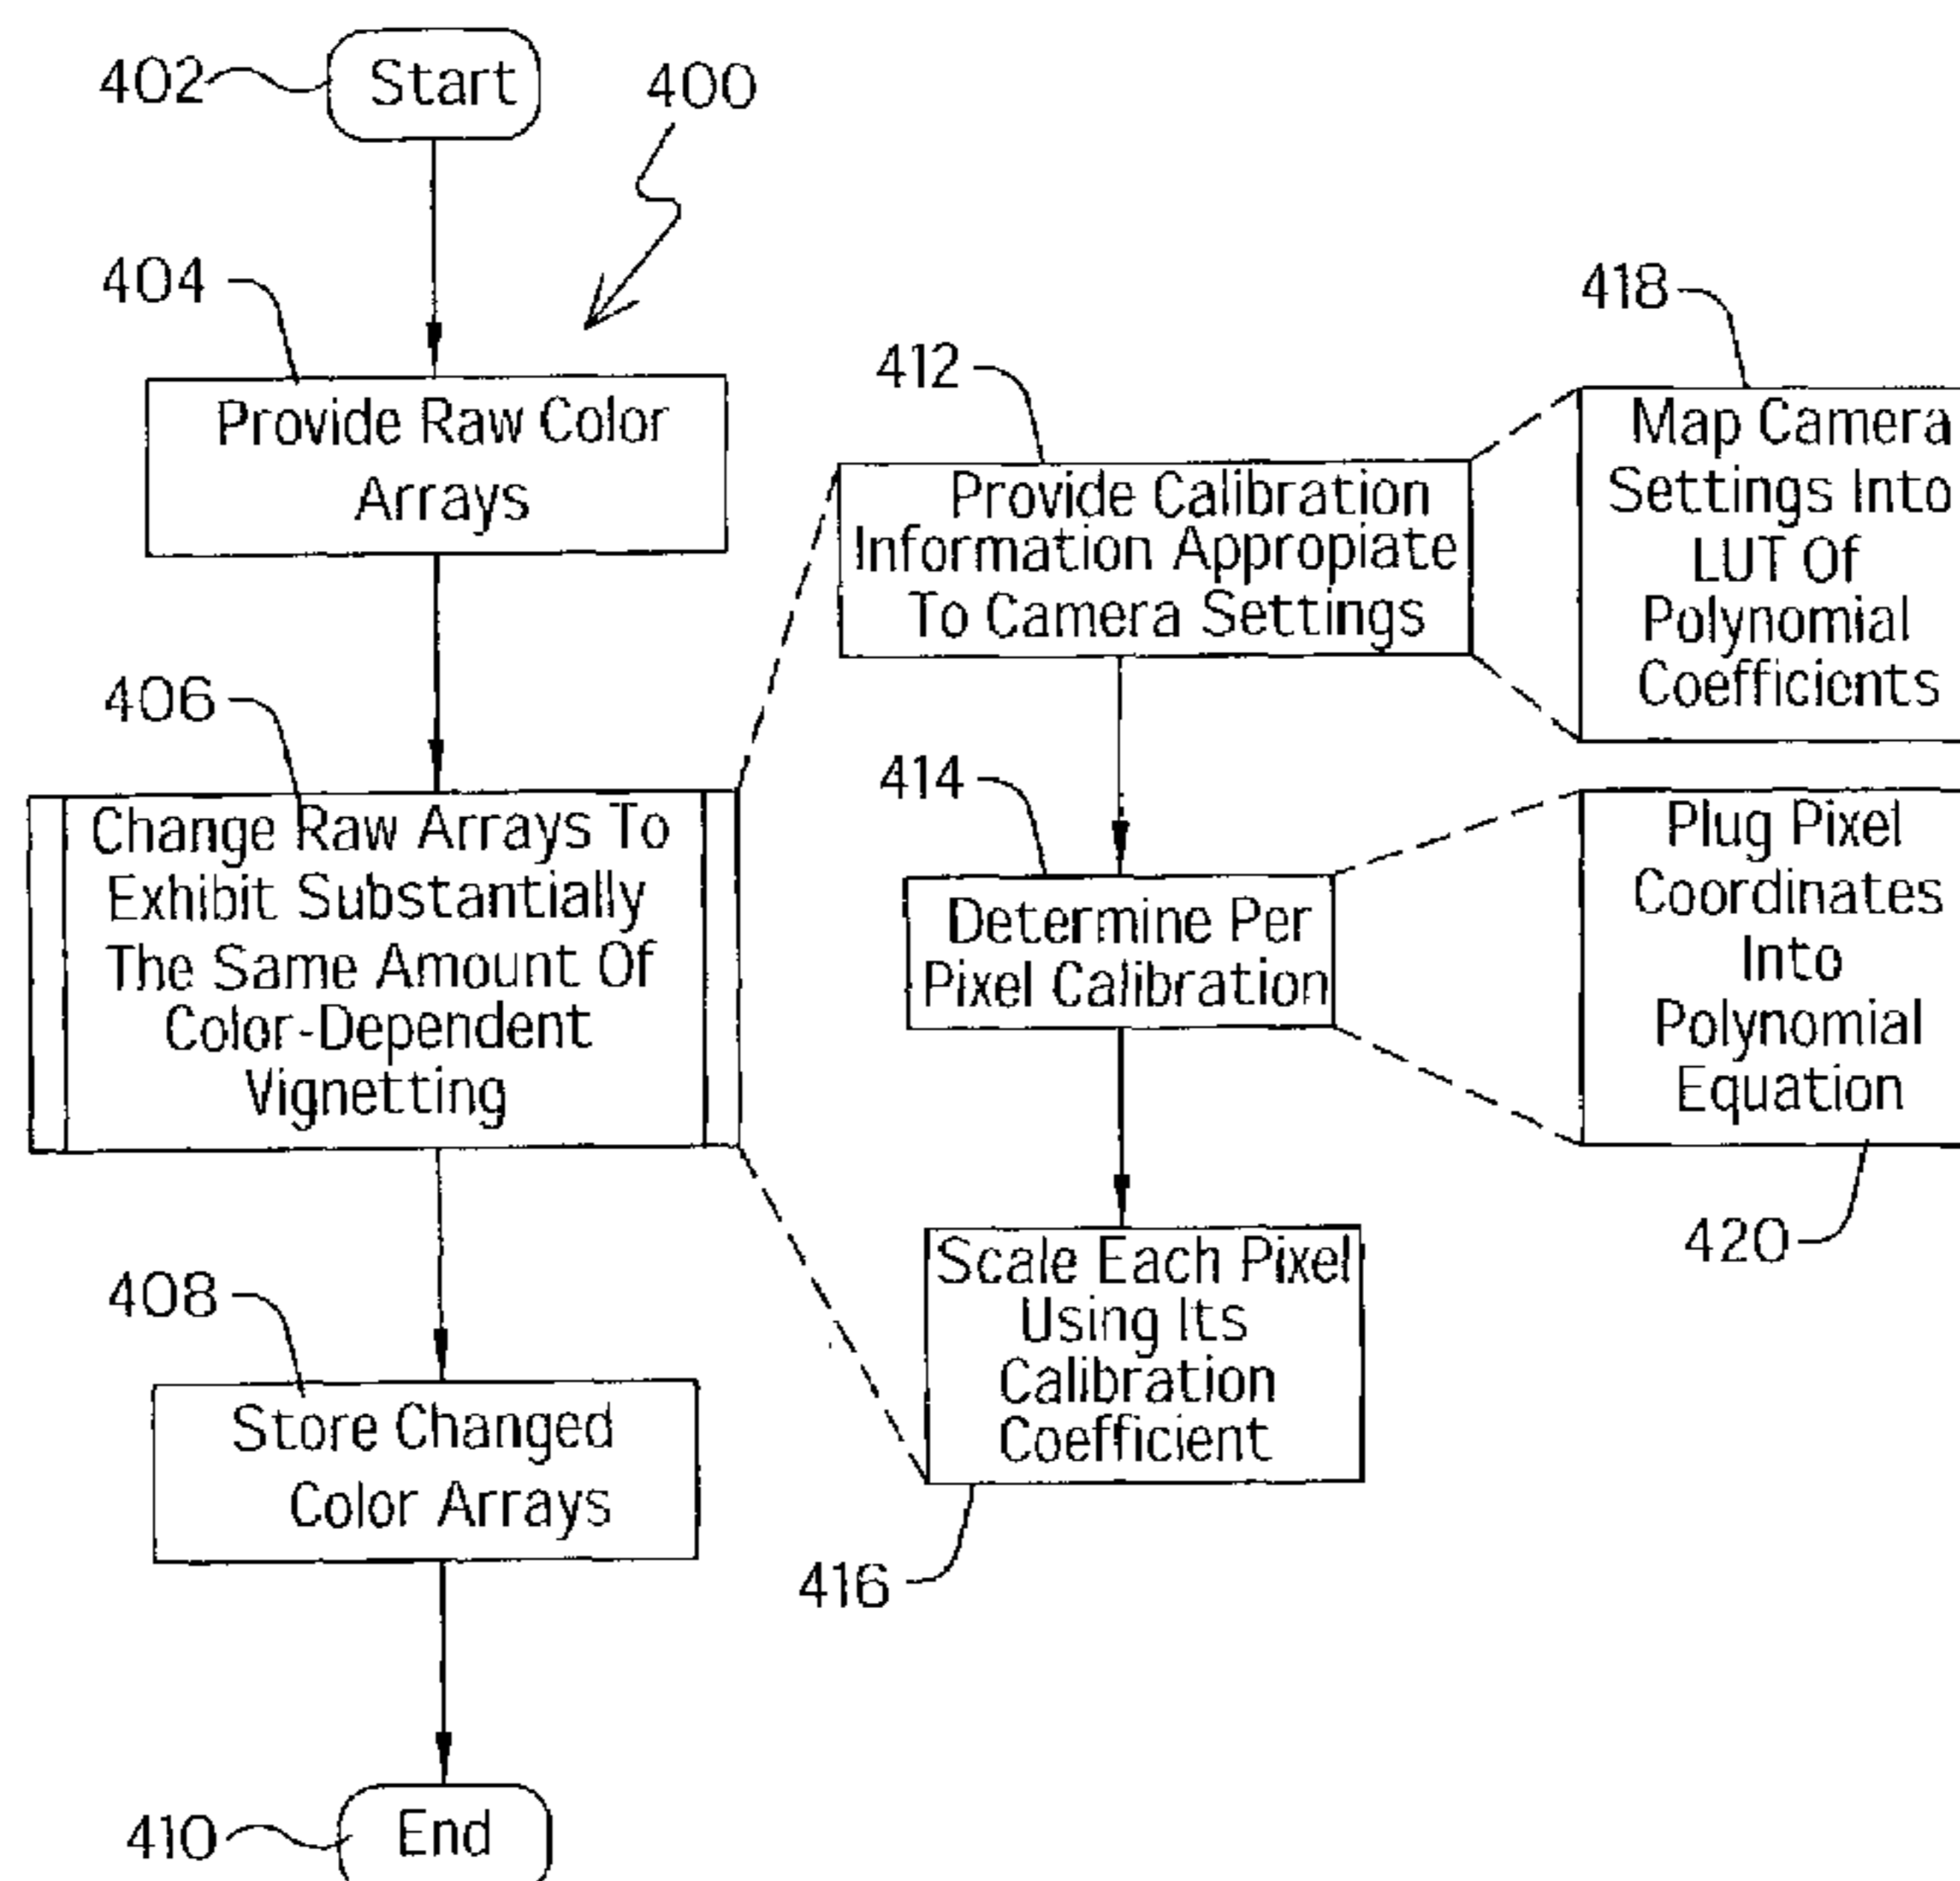 402
Start
400
404
Provide Raw Color
Arrays
406
Change Raw Arrays To
Exhibit Substantially
The Same Amount Of
Color-Dependent
Vignetting
408
Store Changed
Color Arrays
410
End
412
Provide Calibration
Information Appropiate
To Camera Settings
414
Determine Per
Pixel Calibration
Scale Each Pixel
Using Its
Calibration
Coefficient
416
418
Map Camera
Settings Into
LUT Of
Polynomial
Coefficients
Plug Pixel
Coordinates
Into
Polynomial
Equation
420